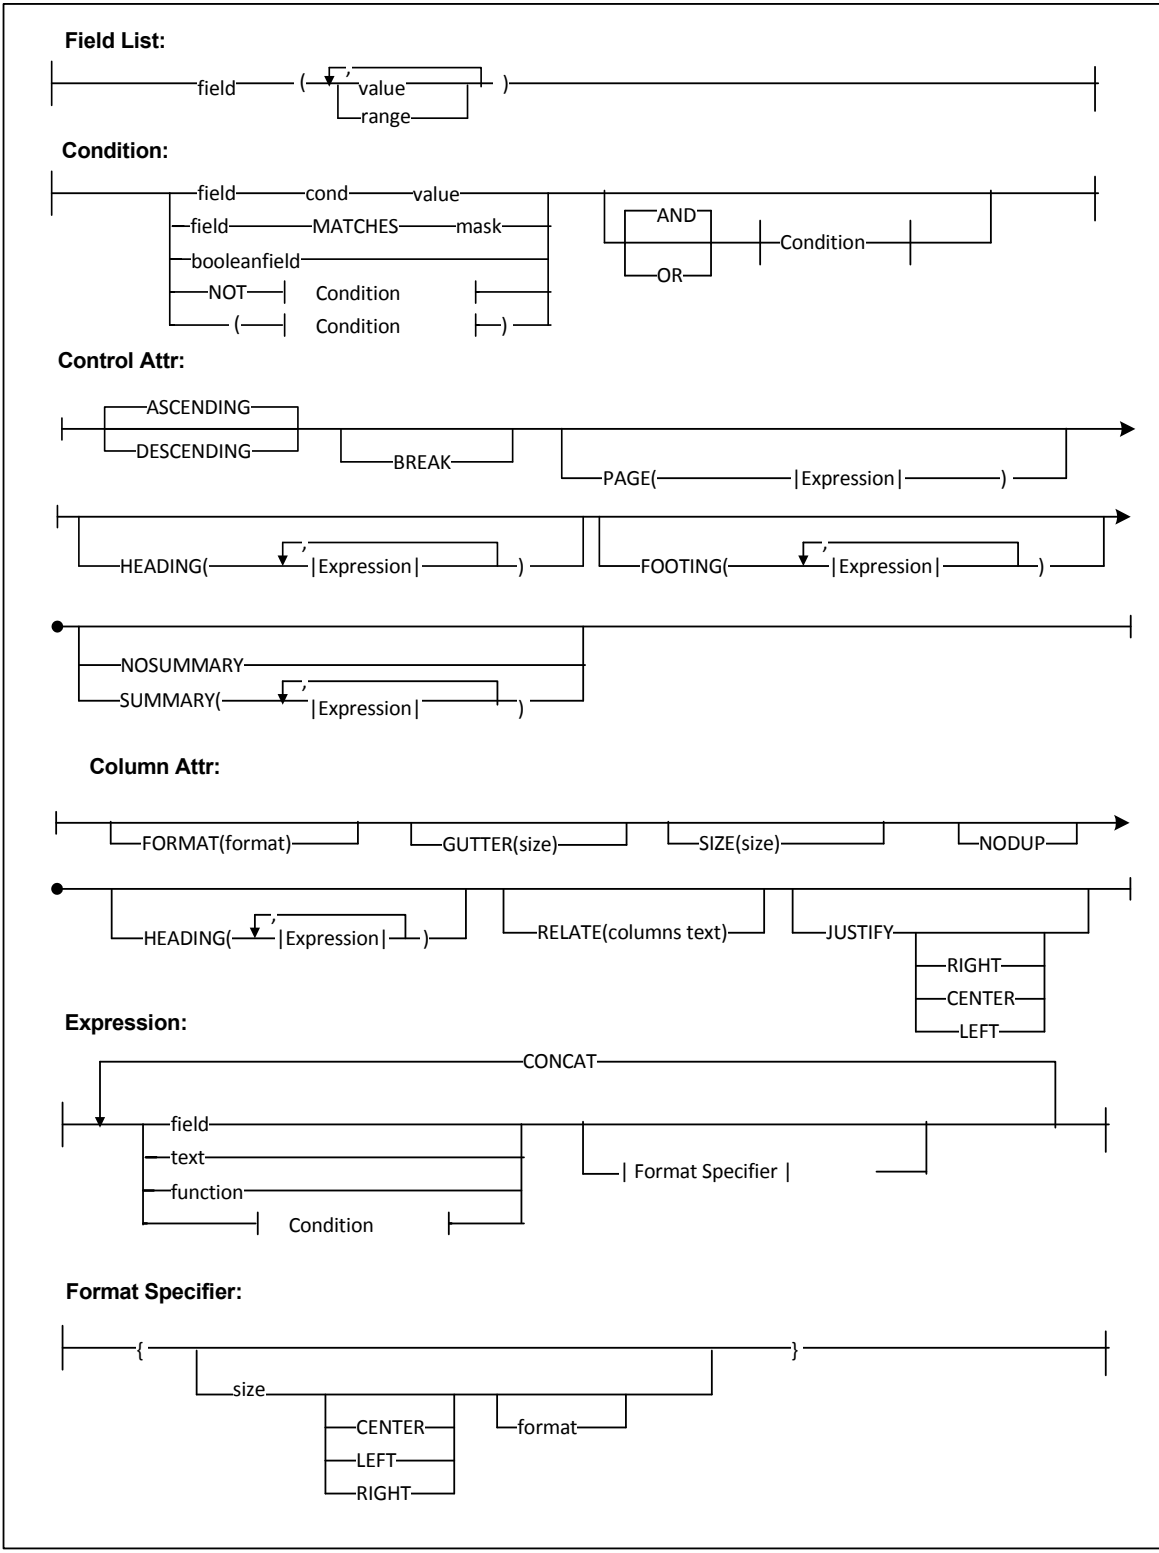 Field List:
,
field ( value )
range
Condition:
field cond value
AND
field MATCHES mask
Condition
booleanfield
OR
NOT Condition
( Condition )
Control Attr:
ASCENDING
DESCENDING
BREAK
PAGE( |Expression| )
, ,
HEADING( |Expression| ) FOOTING( |Expression| )
NOSUMMARY
,
SUMMARY( |Expression| )
Column Attr:
FORMAT(format) GUTTER(size) SIZE(size) NODUP
,
HEADING( |Expression| ) RELATE(columns text) JUSTIFY
RIGHT
CENTER
LEFT
Expression:
CONCAT
field
text
| Format Specifier |
function
Condition
Format Specifier:
{ }
size
CENTER format
LEFT
RIGHT